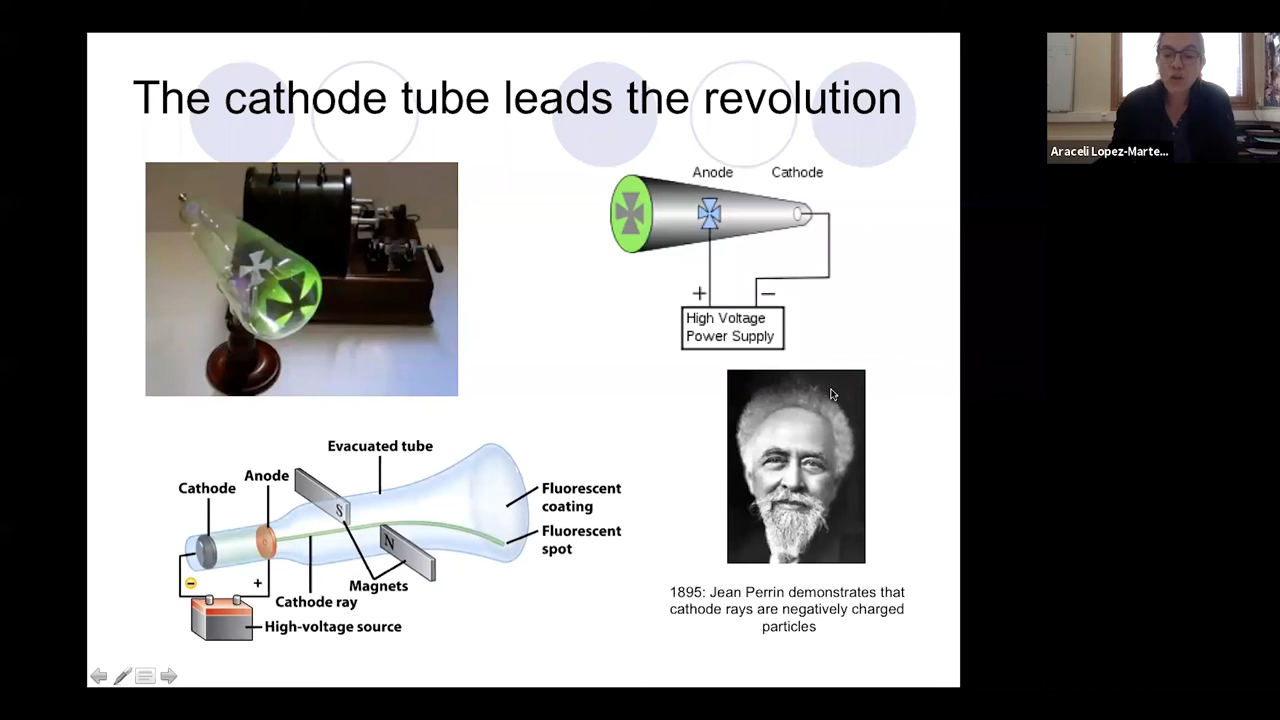 The cathode tube leads the revolution
Anode
Cathode
+
−
High Voltage
Power Supply
Evacuated tube
Anode
Cathode
S
N
Fluorescent
coating
Fluorescent
spot
−
+
Magnets
Cathode ray
High-voltage source
1895: Jean Perrin demonstrates that
cathode rays are negatively charged
particles
Araceli Lopez-Marte...